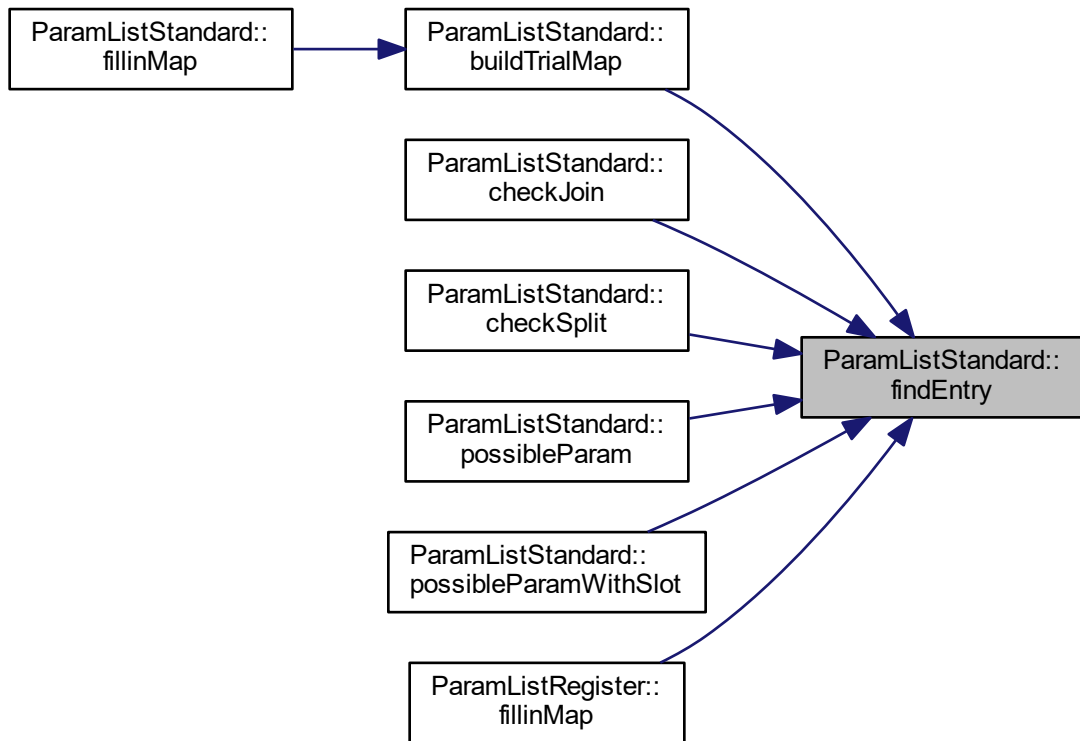 ParamListStandard::
fillinMap
ParamListStandard::
buildTrialMap
ParamListStandard::
checkJoin
ParamListStandard::
checkSplit
ParamListStandard::
findEntry
ParamListStandard::
possibleParam
ParamListStandard::
possibleParamWithSlot
ParamListRegister::
fillinMap